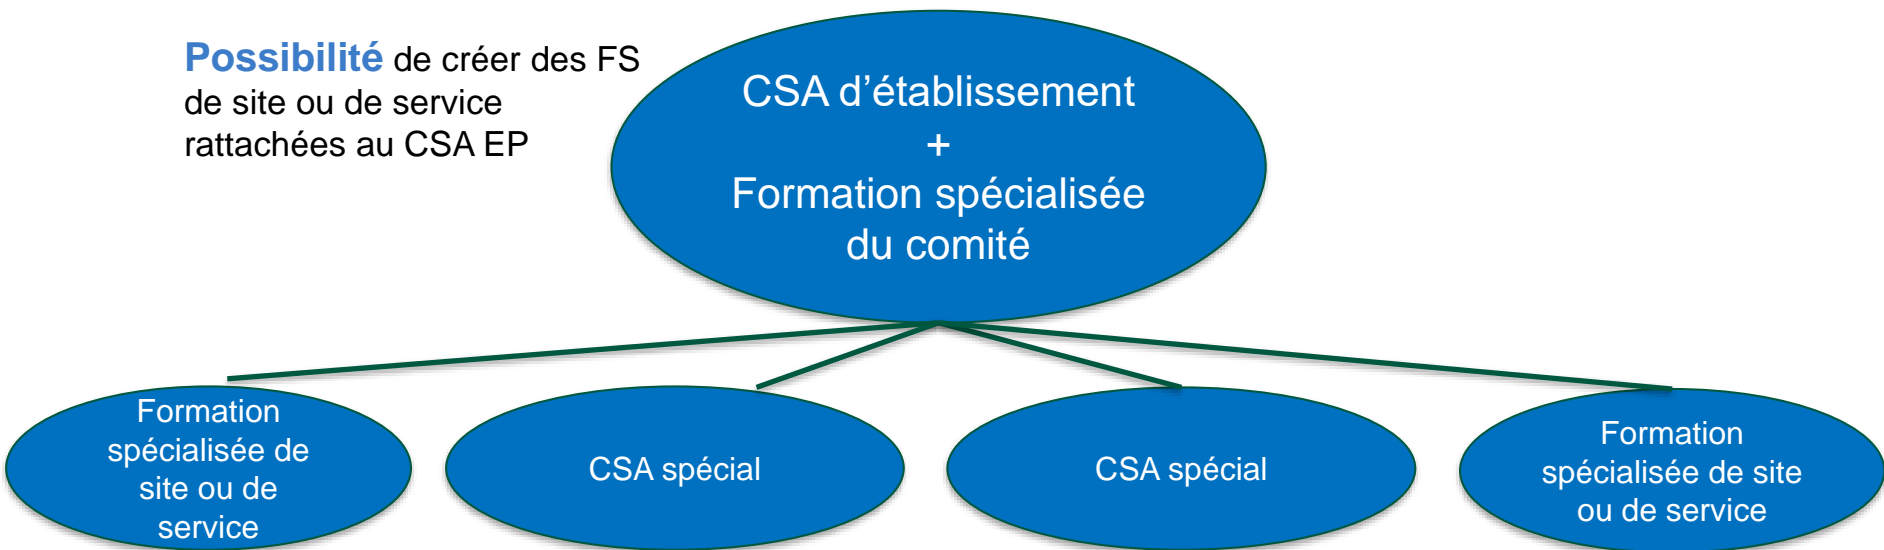 Possibilité de créer des FS
de site ou de service
rattachées au CSA EP
CSA d’établissement
+
Formation spécialisée
du comité
Formation
spécialisée de
site ou de
service
CSA spécial
CSA spécial
Formation
spécialisée de site
ou de service